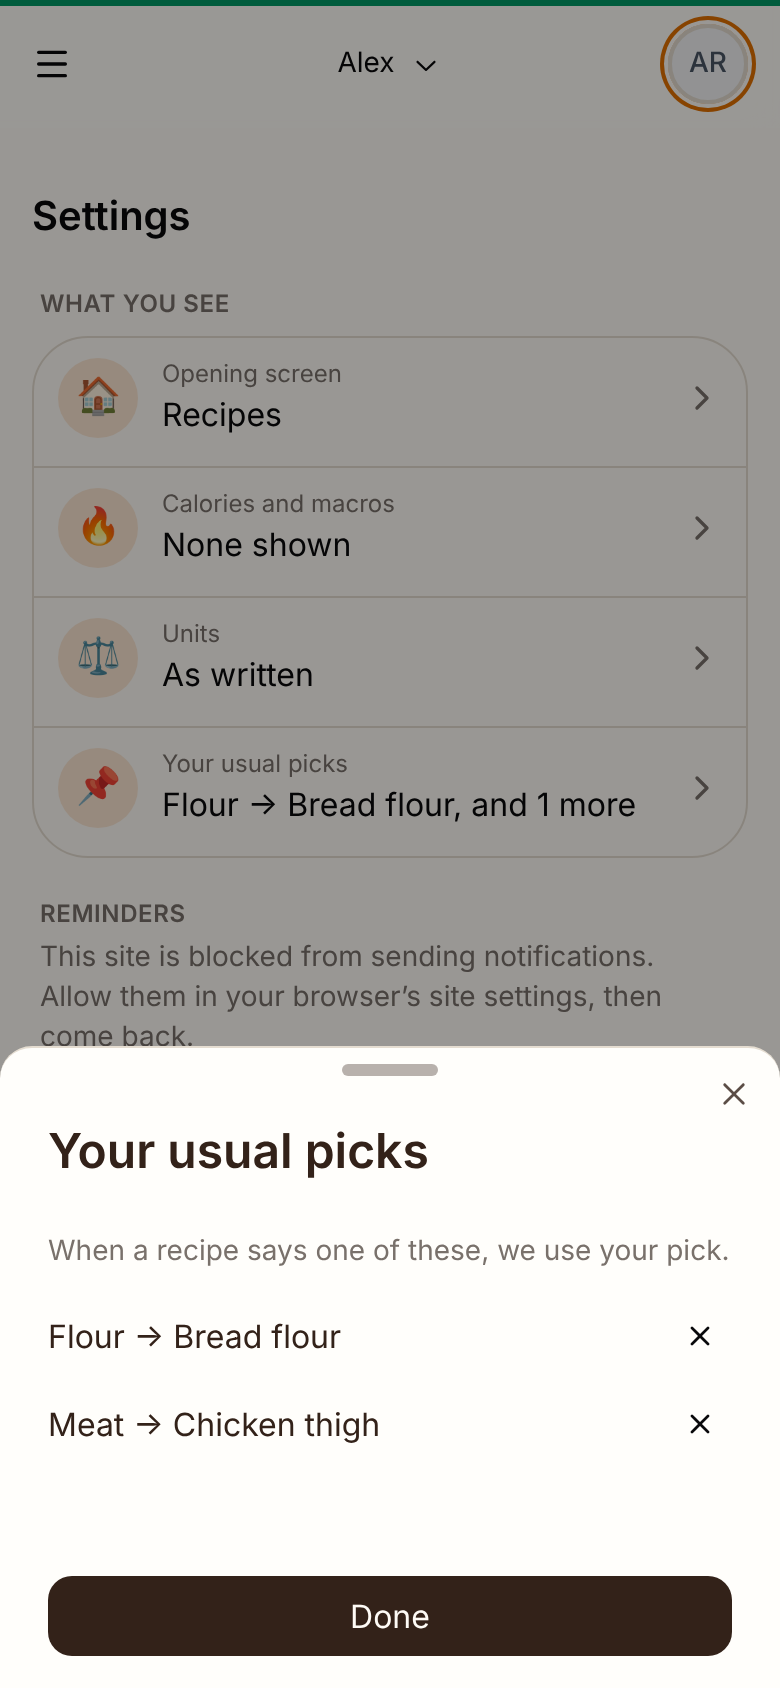 Alex
AR
Settings
WHAT YOU SEE
Opening screen
Recipes
Calories and macros
None shown
Units
As written
Your usual picks
Flour → Bread flour, and 1 more
REMINDERS
This site is blocked from sending notifications.
Allow them in your browser’s site settings, then
come back.
Your usual picks
When a recipe says one of these, we use your pick.
Flour → Bread flour
Meat → Chicken thigh
Done